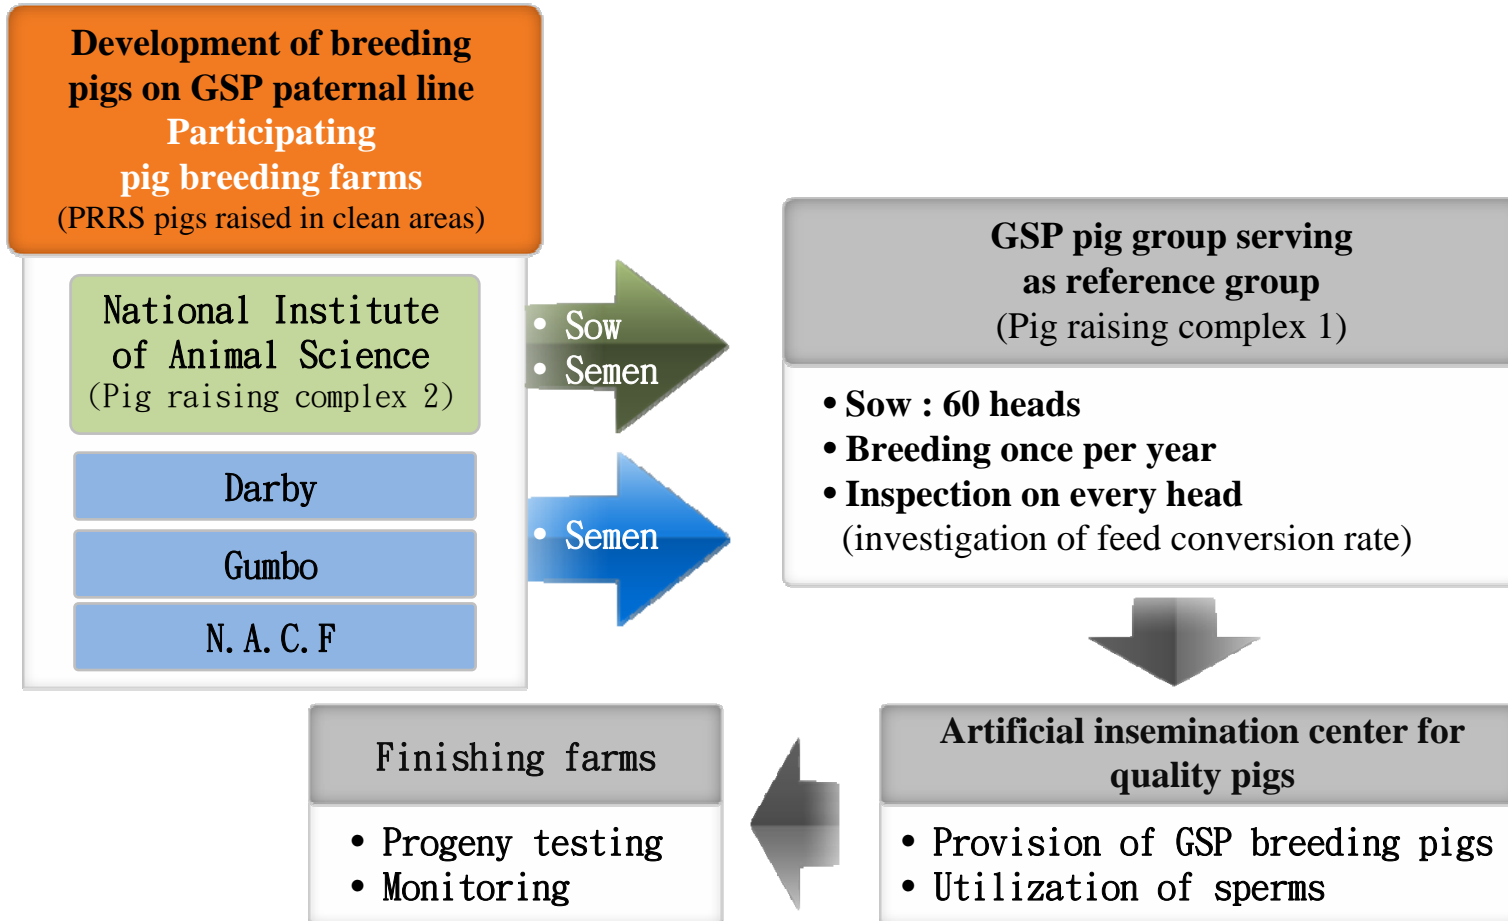 Development of breeding
pigs on GSP paternal line
Participating
pig breeding farms
(PRRS pigs raised in clean areas)
National Institute
of Animal Science
(Pig raising complex 2)
Darby
Gumbo
N.A.C.F
• Sow
• Semen
• Semen
GSP pig group serving
as reference group
(Pig raising complex 1)
• Sow : 60 heads
• Breeding once per year
• Inspection on every head
(investigation of feed conversion rate)
Artificial insemination center for
quality pigs
• Provision of GSP breeding pigs
• Utilization of sperms
Finishing farms
• Progeny testing
• Monitoring